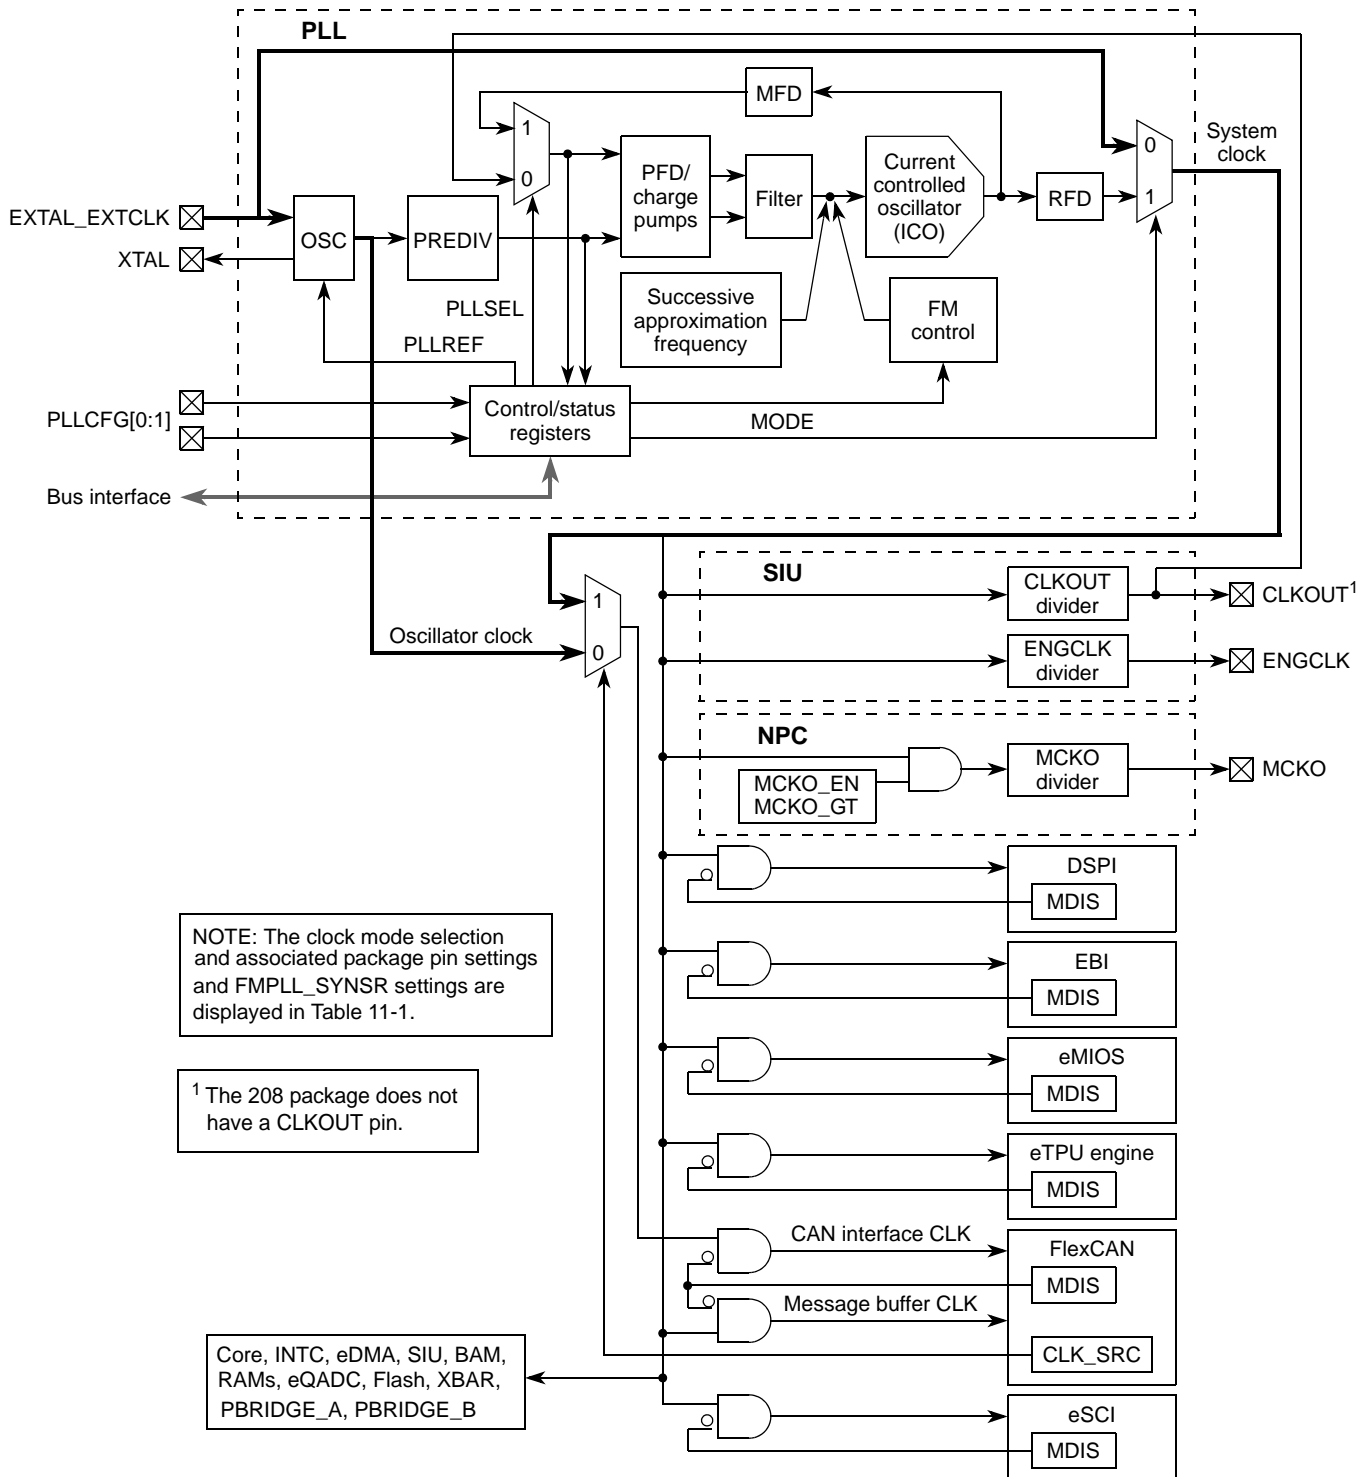 PLL
MFD
1
0
PFD/
charge
pumps
Filter
Current
controlled
oscillator
(ICO)
RFD
0
1
System
clock
EXTAL_EXTCLK
XTAL
OSC
PREDIV
PLLSEL
PLLREF
Successive
approximation
frequency
FM
control
PLLCFG[0:1]
Control/status
registers
MODE
Bus interface
SIU
CLKOUT
divider
CLKOUT1
1
0
Oscillator clock
ENGCLK
divider
ENGCLK
NPC
MCKO_EN
MCKO_GT
MCKO
divider
MCKO
DSPI
MDIS
NOTE: The clock mode selection
and associated package pin settings
and FMPLL_SYNSR settings are
displayed in Table 11-1.
EBI
MDIS
eMIOS
MDIS
1 The 208 package does not
have a CLKOUT pin.
eTPU engine
MDIS
CAN interface CLK
FlexCAN
MDIS
Message buffer CLK
CLK_SRC
Core, INTC, eDMA, SIU, BAM,
RAMs, eQADC, Flash, XBAR,
PBRIDGE_A, PBRIDGE_B
eSCI
MDIS